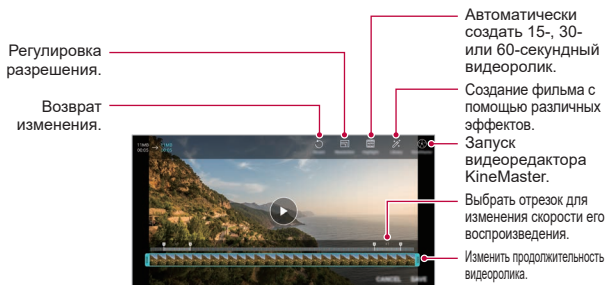 Регулировка
разрешения.
Возврат
изменения.
Автоматически
создать 15-, 30-
или 60-секундный
видеоролик.
Создание фильма с
помощью различных
эффектов.
Запуск
видеоредактора
KineMaster.
Выбрать отрезок для
изменения скорости его
воспроизведения.
Изменить продолжительность
видеоролика.
CANCEL SAVE